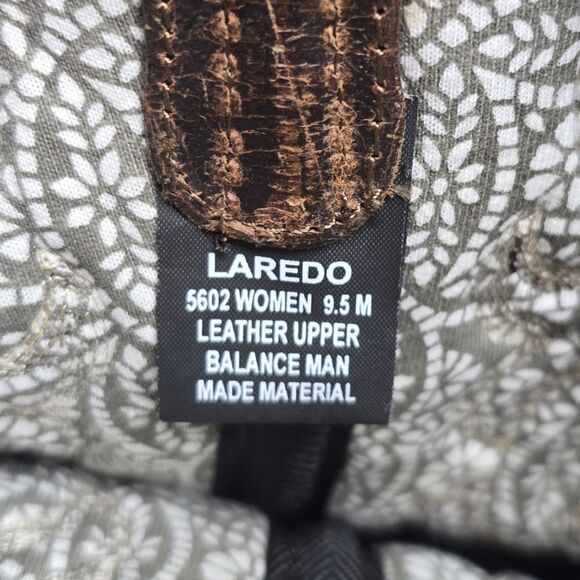 LAREDO
5602 WOMEN 9.5 M
LEATHER UPPER
BALANCE MAN
MADE MATERIAL